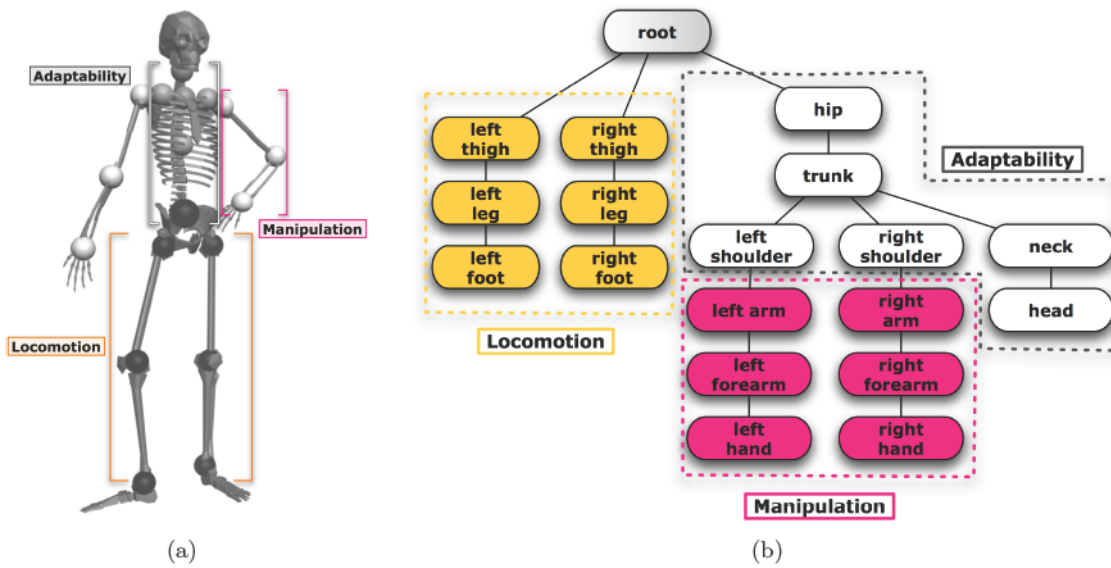 Adaptability
Manipulation
Locomotion
(a)
root
hip
trunk
Adaptability
left
thigh
right
thigh
left
leg
right
leg
left
foot
right
foot
Locomotion
left
shoulder
right
shoulder
neck
head
left arm
right
arm
left
forearm
right
forearm
left
hand
right
hand
Manipulation
(b)